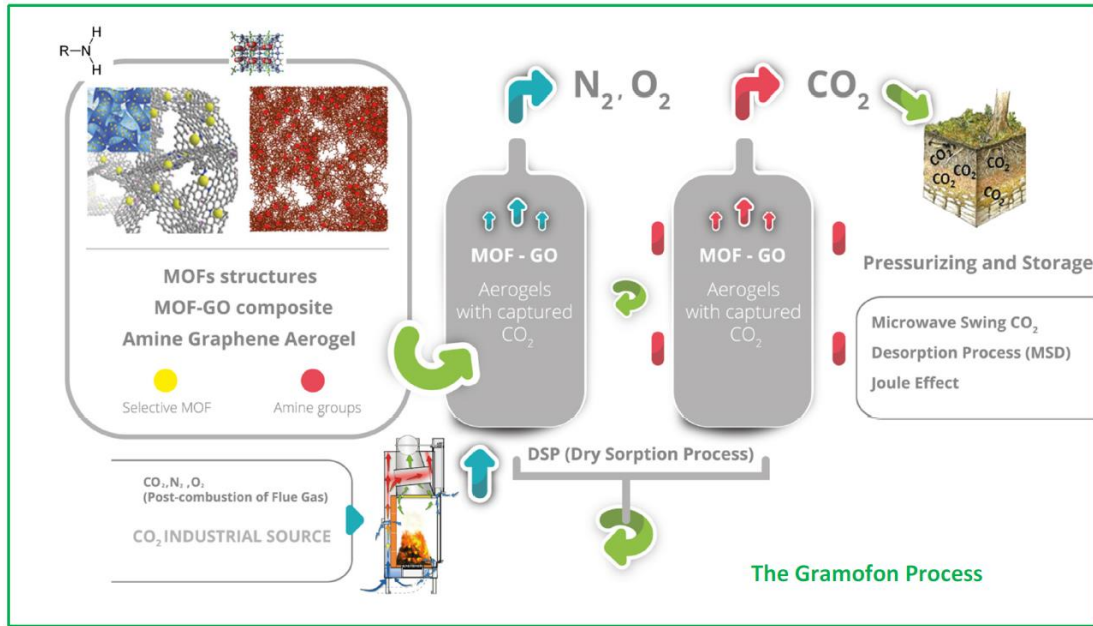 R–N
H
H
N₂, O₂
CO₂
CO₂
CO₂
CO₂
CO₂
CO₂
MOFs structures
MOF-GO composite
Amine Graphene Aerogel
Selective MOF
Amine groups
MOF - GO
Aerogels
with captured
CO₂
MOF - GO
Aerogels
with captured
CO₂
Pressurizing and Storage
Microwave Swing CO₂
Desorption Process (MSD)
Joule Effect
DSP (Dry Sorption Process)
CO₂, N₂, O₂
(Post-combustion of Flue Gas)
CO₂ INDUSTRIAL SOURCE
The Gramofon Process